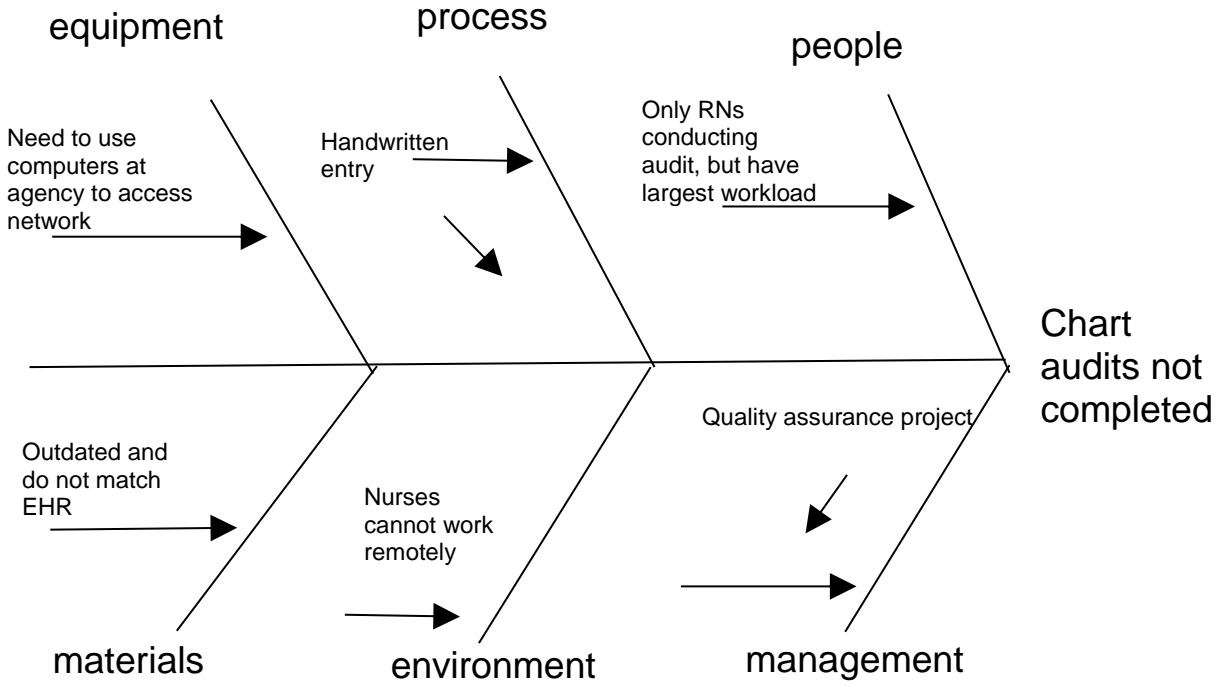 equipment
process
people
Need to use
computers at
agency to access
network
Handwritten
entry
Only RNs
conducting
audit, but have
largest workload
Chart
audits not
completed
Outdated and
do not match
EHR
Nurses
cannot work
remotely
Quality assurance project
materials
environment
management